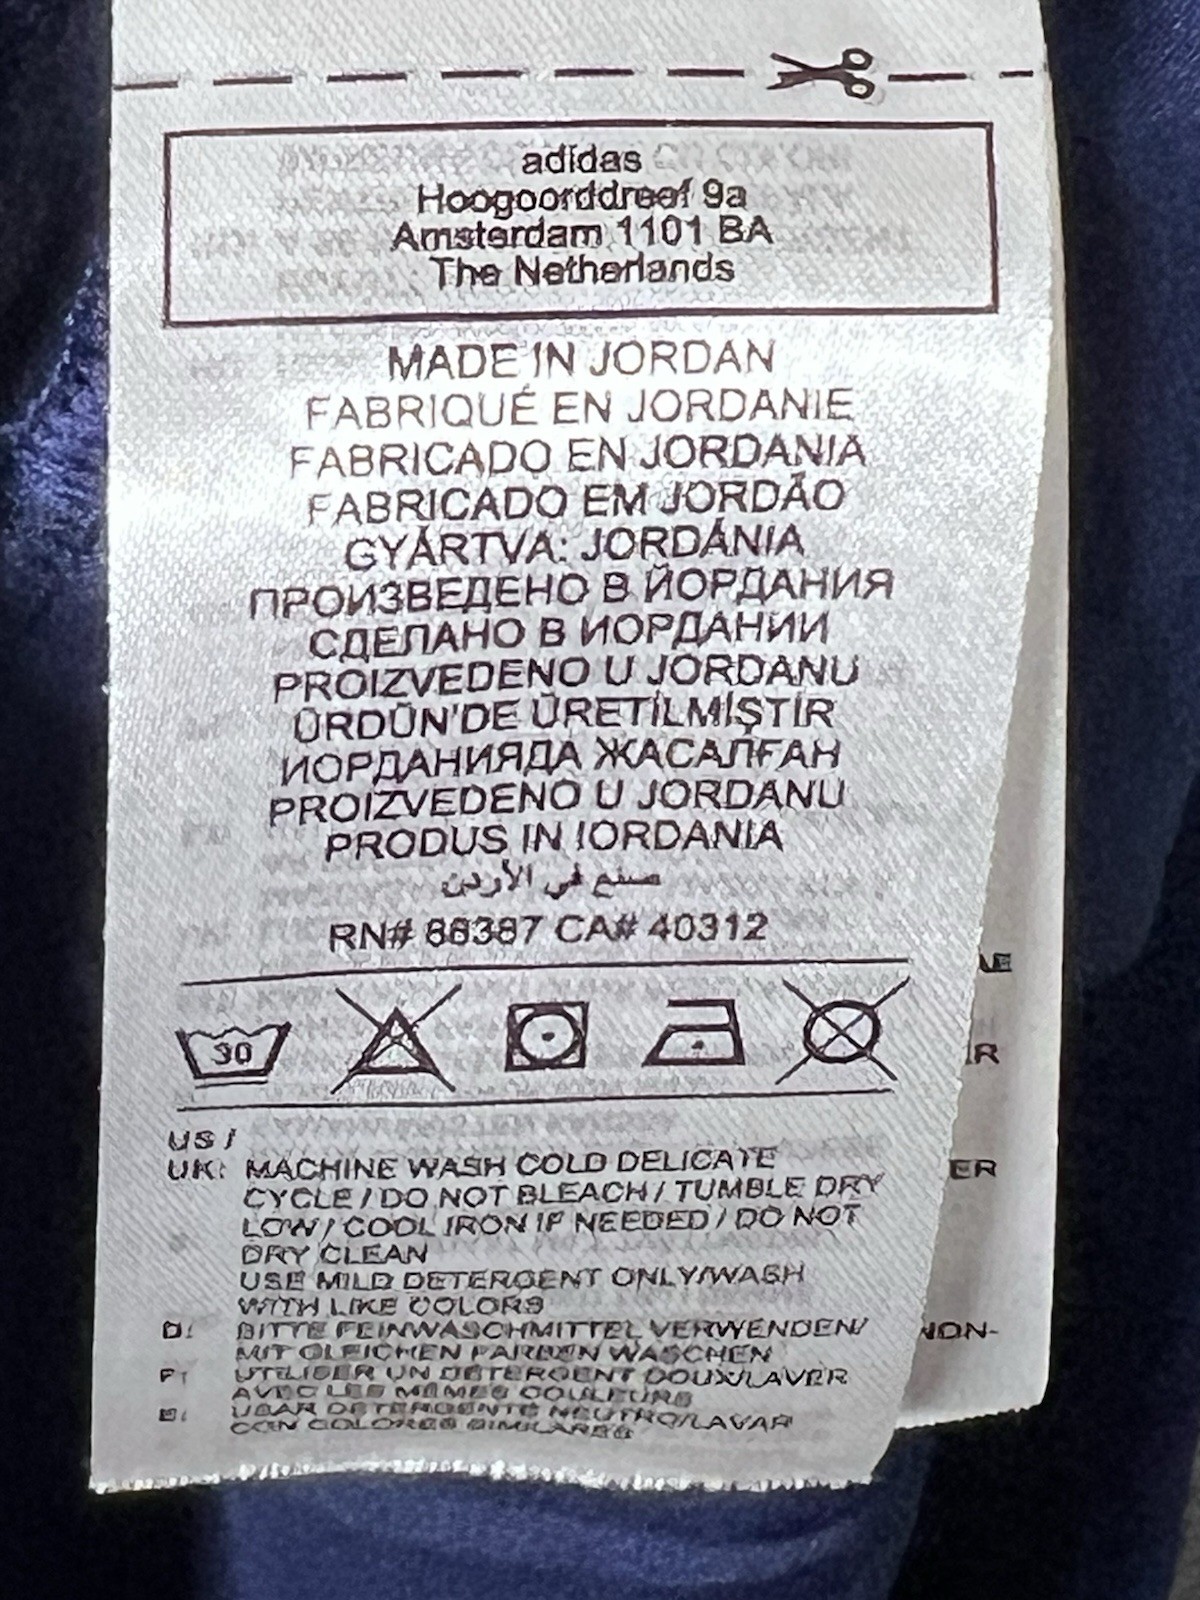 adidas
Hoogoorddreef 9a
Amsterdam 1101 BA
The Netherlands
MADE IN JORDAN
FABRIQUÉ EN JORDANIE
FABRICADO EN JORDANIA
FABRICADO EM JORDÃO
GYÁRTVA: JORDÁNIA
ПРОИЗВЕДЕНО В ЙОРДАНИЯ
СДЕЛАНО В ИОРДАНИИ
PROIZVEDENO U JORDANU
ÜRDÜN'DE ÜRETİLMİŞTİR
ИОРДАНИЯДА ЖАСАЛҒАН
PROIZVEDENO U JORDANU
PRODUS IN IORDANIA
صنع في الأردن
RN# 88387 CA# 40312
30
US /
UK: MACHINE WASH COLD DELICATE
CYCLE / DO NOT BLEACH / TUMBLE DRY
LOW / COOL IRON IF NEEDED / DO NOT
DRY CLEAN
USE MILD DETERGENT ONLY/WASH
WITH LIKE COLORS
D: BITTE FEINWASCHMITTEL VERWENDEN/
MIT GLEICHEN FARBEN WASCHEN
F: UTILISER UN DETERGENT DOUX/LAVER
AVEC LES MEMES COULEURS
E: USAR DETERGENTE NEUTRO/LAVAR
CON COLORES SIMILARES
ER
NON-